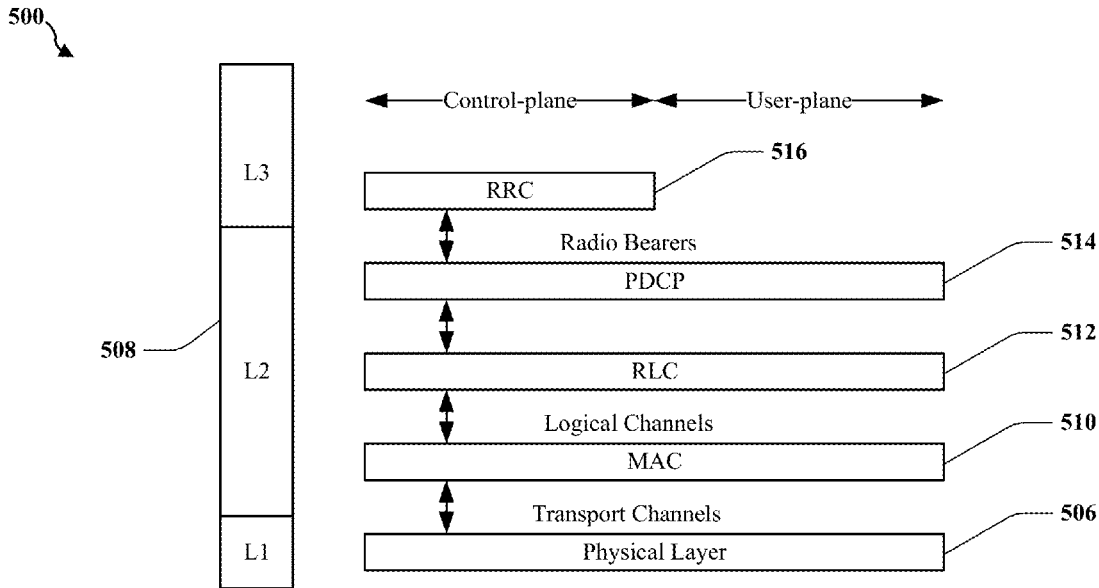 500
Control-plane
User-plane
516
L3
RRC
Radio Bearers
514
PDCP
508
512
L2
RLC
Logical Channels
510
MAC
Transport Channels
506
L1
Physical Layer